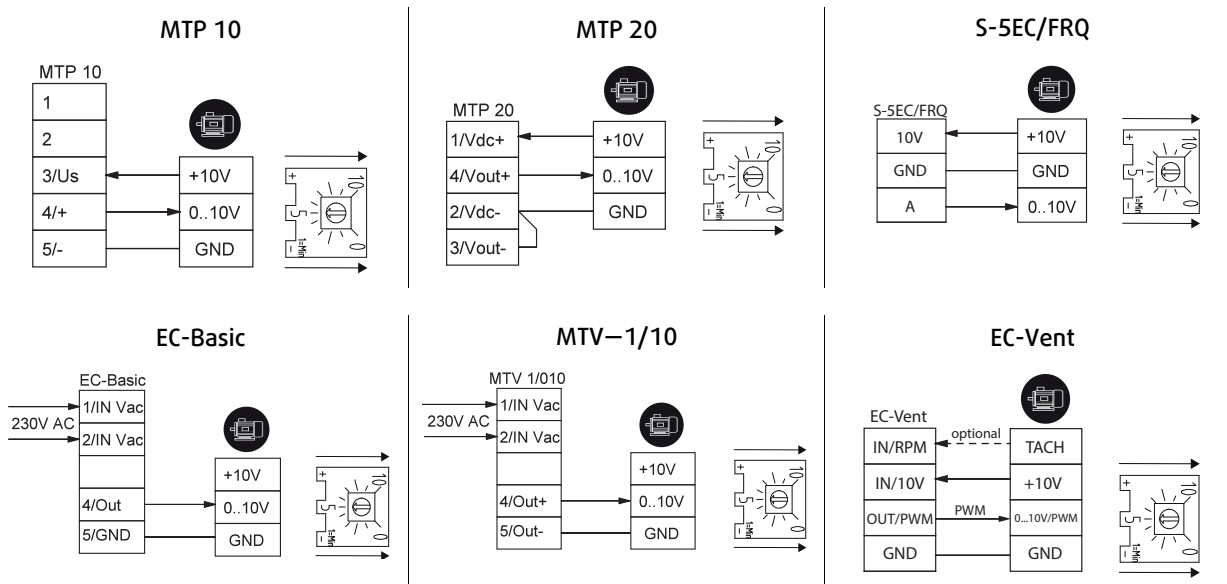 MTP 10
MTP 10
1
2
3/Us
4/+
5/-
+10V
0..10V
GND
+
10
5
1=Min
-
0
MTP 20
MTP 20
1/Vdc+
4/Vout+
2/Vdc-
3/Vout-
+10V
0..10V
GND
+
10
5
1=Min
-
0
S-5EC/FRQ
S-5EC/FRQ
10V
GND
A
+10V
GND
0..10V
+
10
5
1=Min
-
0
EC-Basic
EC-Basic
230V AC
1/IN Vac
2/IN Vac
4/Out
5/GND
+10V
0..10V
GND
+
10
5
1=Min
-
0
MTV–1/10
MTV 1/010
230V AC
1/IN Vac
2/IN Vac
4/Out+
5/Out-
+10V
0..10V
GND
+
10
5
1=Min
-
0
EC-Vent
EC-Vent
IN/RPM
optional
TACH
IN/10V
+10V
OUT/PWM
PWM
0...10V/PWM
GND
GND
+
10
5
1=Min
-
0